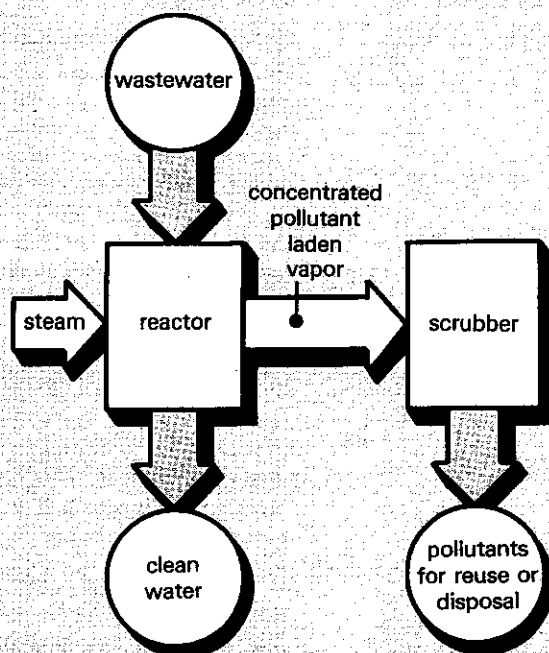 wastewater
concentrated
pollutant
laden
vapor
steam
reactor
scrubber
clean
water
pollutants
for reuse or
disposal